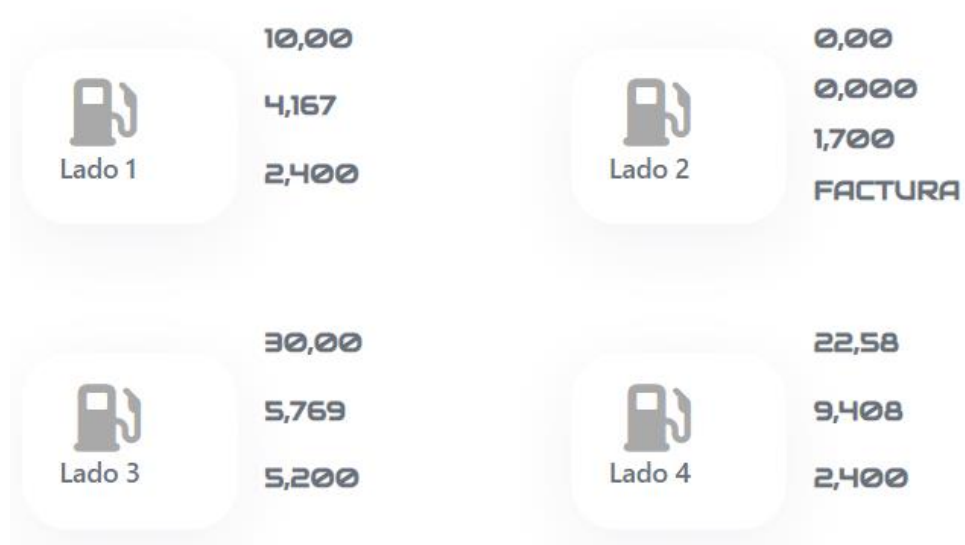 Lado 1
10,00
4,167
2,400
Lado 2
0,00
0,000
1,700
FACTURA
Lado 3
30,00
5,769
5,200
Lado 4
22,58
9,408
2,400